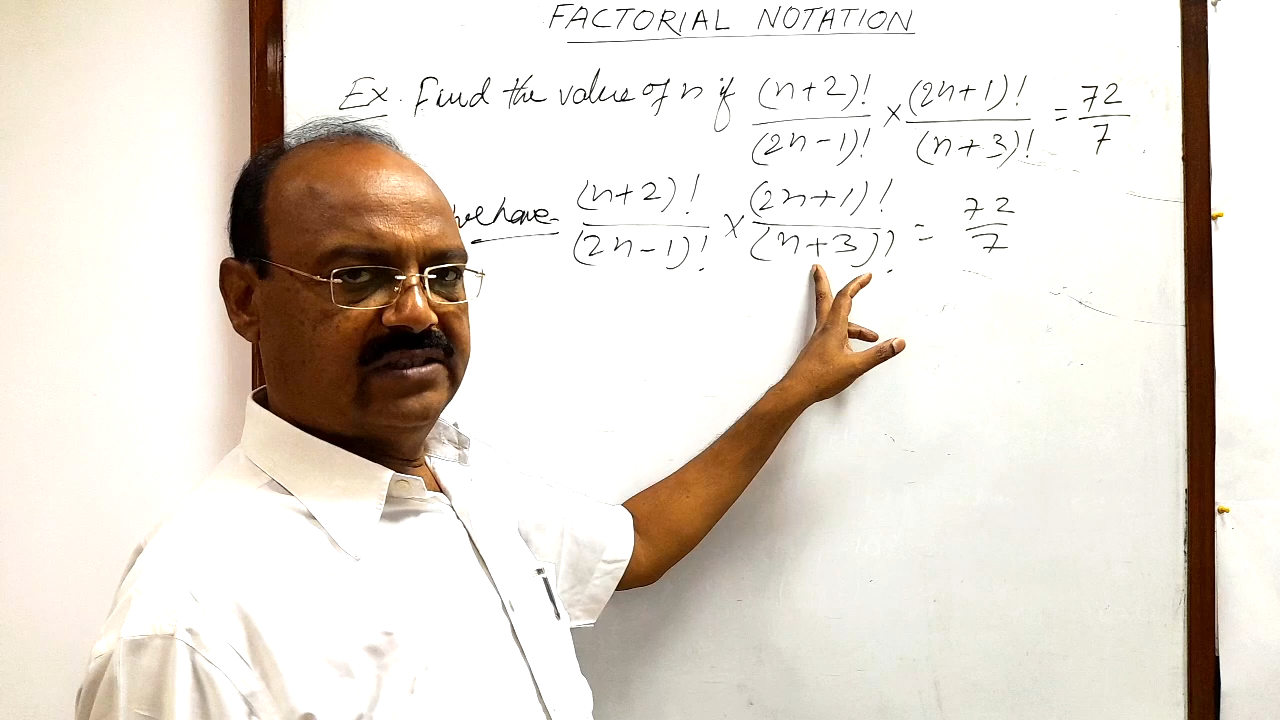 FACTORIAL NOTATION
Ex. Find the value of n if (n+2)!/(2n-1)! × (2n+1)!/(n+3)! = 72/7
we have (n+2)!/(2n-1)! × (2n+1)!/(n+3)! = 72/7